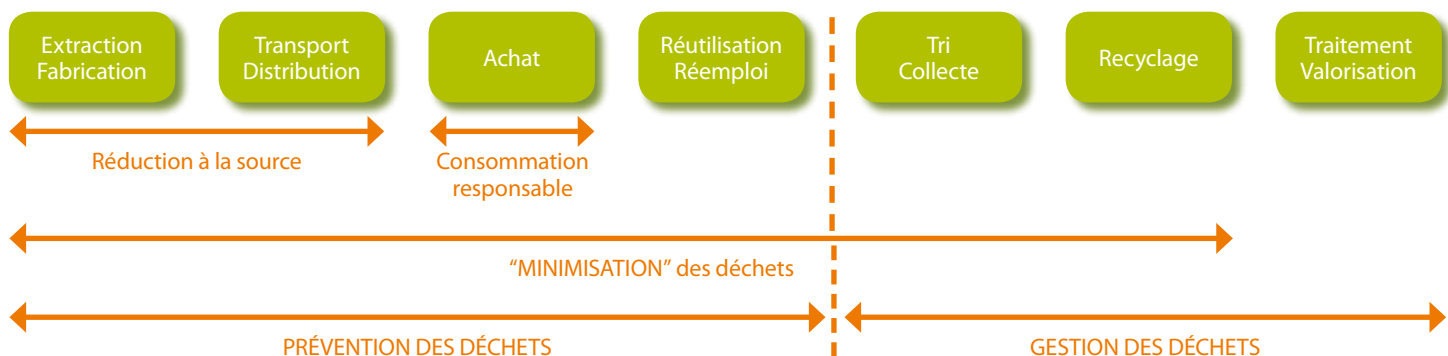 Extraction
Fabrication
Transport
Distribution
Achat
Réutilisation
Réemploi
Tri
Collecte
Recyclage
Traitement
Valorisation
Réduction à la source
Consommation
responsable
“MINIMISATION” des déchets
PRÉVENTION DES DÉCHETS
GESTION DES DÉCHETS